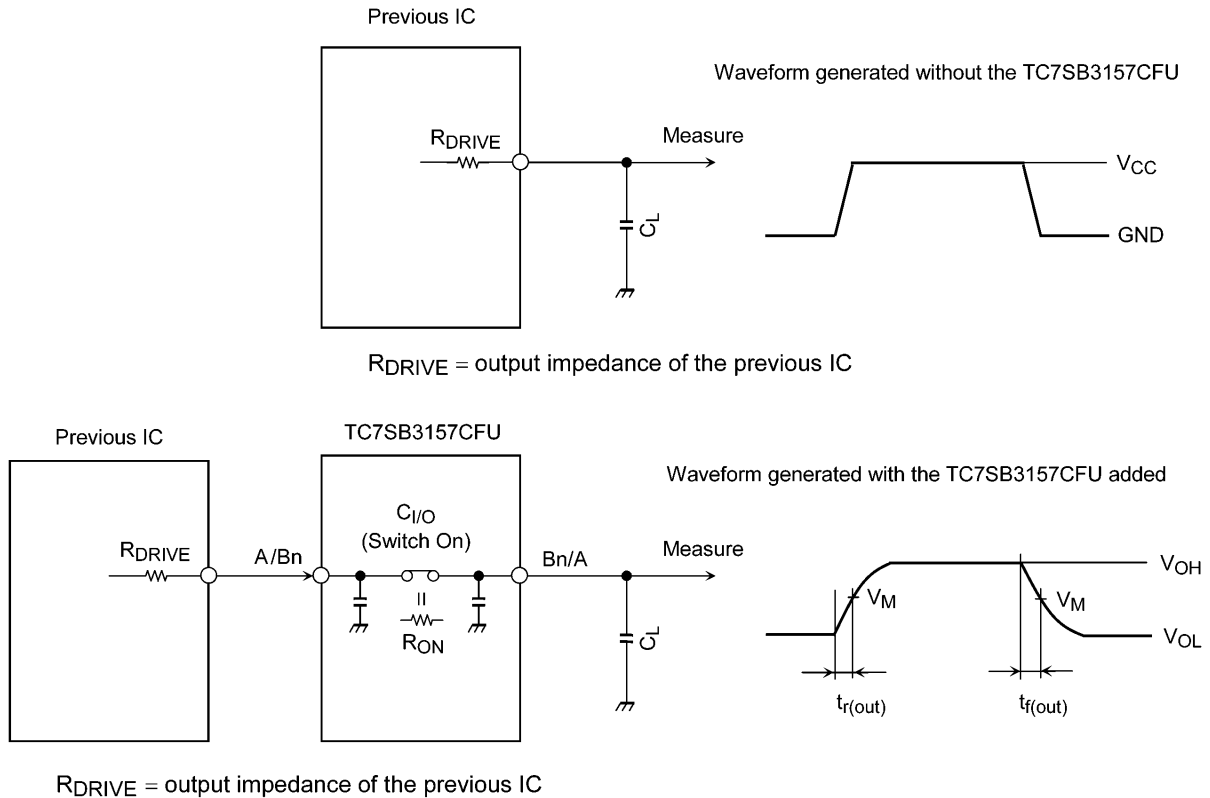 Previous IC
Waveform generated without the TC7SB3157CFU
RDRIVE
Measure
VCC
CL
GND
RDRIVE = output impedance of the previous IC
Previous IC
TC7SB3157CFU
Waveform generated with the TC7SB3157CFU added
CI/O
(Switch On)
RDRIVE
A/Bn
Bn/A
Measure
VOH
VM
VM
RON
CL
VOL
tr(out)
tf(out)
RDRIVE = output impedance of the previous IC